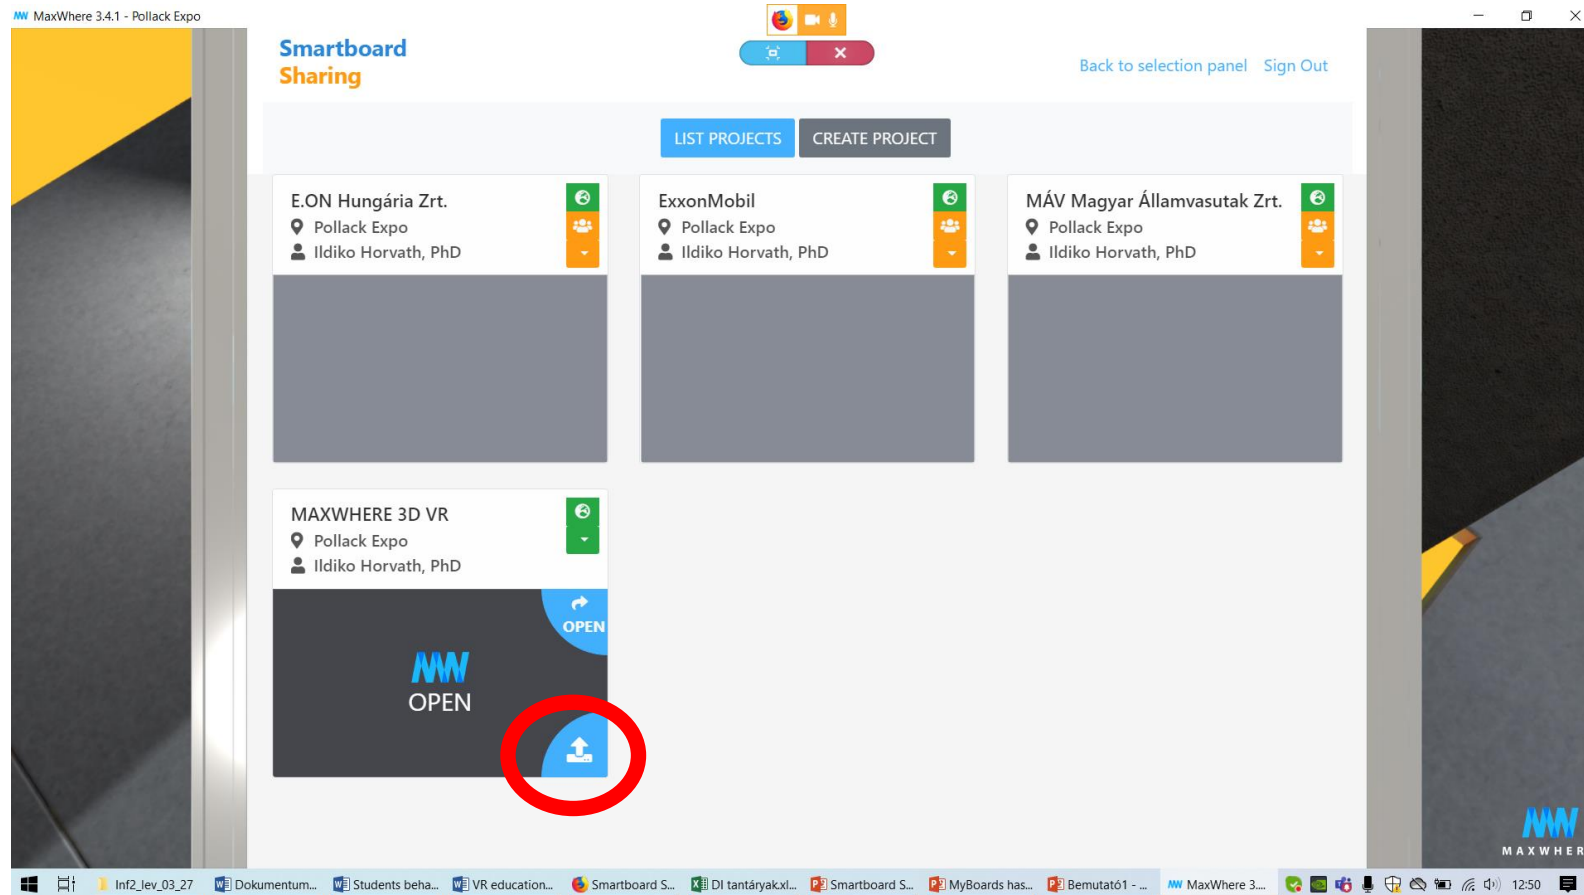 MaxWhere 3.4.1 - Pollack Expo
Smartboard
Sharing
Back to selection panel Sign Out
LIST PROJECTS CREATE PROJECT
E.ON Hungária Zrt.
Pollack Expo
Ildiko Horvath, PhD
ExxonMobil
Pollack Expo
Ildiko Horvath, PhD
MÁV Magyar Államvasutak Zrt.
Pollack Expo
Ildiko Horvath, PhD
MAXWHERE 3D VR
Pollack Expo
Ildiko Horvath, PhD
OPEN
OPEN
MAXWHER
Inf2_lev_03_27 Dokumentum... Students beha... VR education... Smartboard S... DI tantáryak.xl... Smartboard S... MyBoards has... Bemutató1 - ... MaxWhere 3.... 12:50